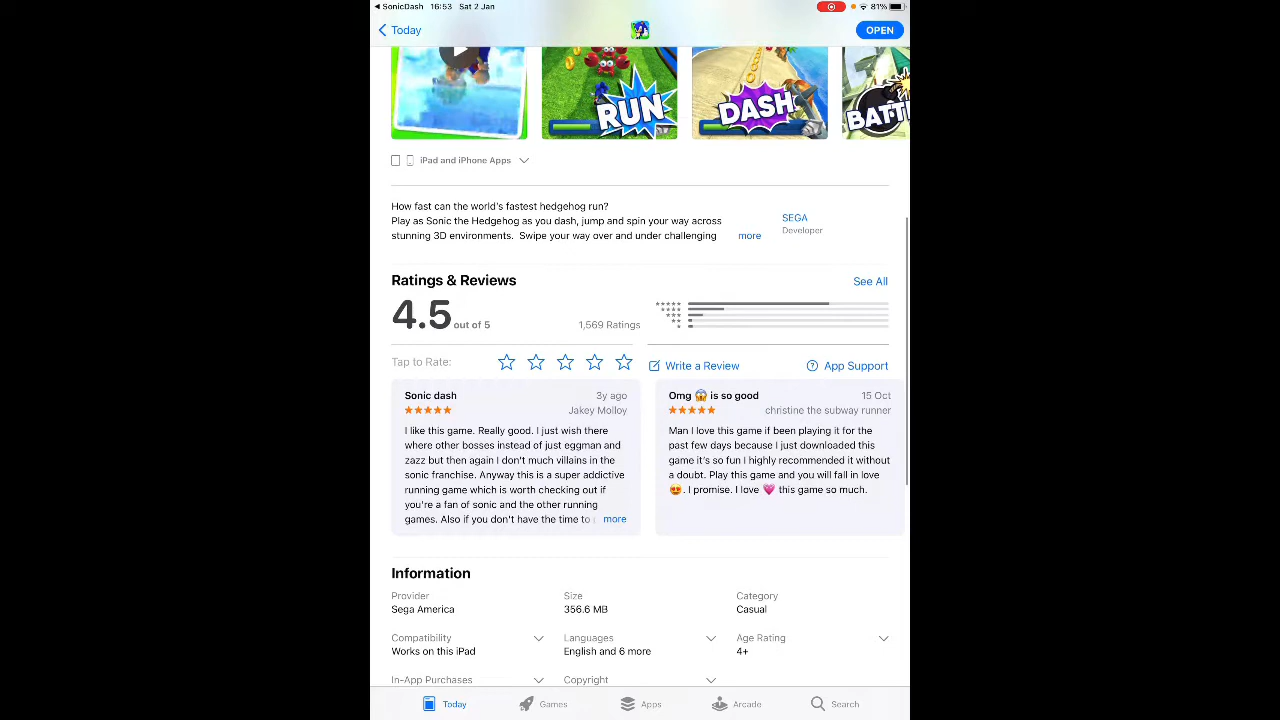 SonicDash 16:53 Sat 2 Jan 81%
Today OPEN
RUN DASH BATT
iPad and iPhone Apps
How fast can the world's fastest hedgehog run?
Play as Sonic the Hedgehog as you dash, jump and spin your way across
stunning 3D environments. Swipe your way over and under challenging more
SEGA
Developer
Ratings & Reviews See All
4.5 out of 5 1,569 Ratings
Tap to Rate: Write a Review App Support
Sonic dash 3y ago
Jakey Molloy
I like this game. Really good. I just wish there
where other bosses instead of just eggman and
zazz but then again I don't much villains in the
sonic franchise. Anyway this is a super addictive
running game which is worth checking out if
you're a fan of sonic and the other running
games. Also if you don't have the time to more
Omg 😱 is so good 15 Oct
christine the subway runner
Man I love this game if been playing it for the
past few days because I just downloaded this
game it's so fun I highly recommended it without
a doubt. Play this game and you will fall in love
😍. I promise. I love 💗 this game so much.
Information
Provider Size Category
Sega America 356.6 MB Casual
Compatibility Languages Age Rating
Works on this iPad English and 6 more 4+
In-App Purchases Copyright
Today Games Apps Arcade Search